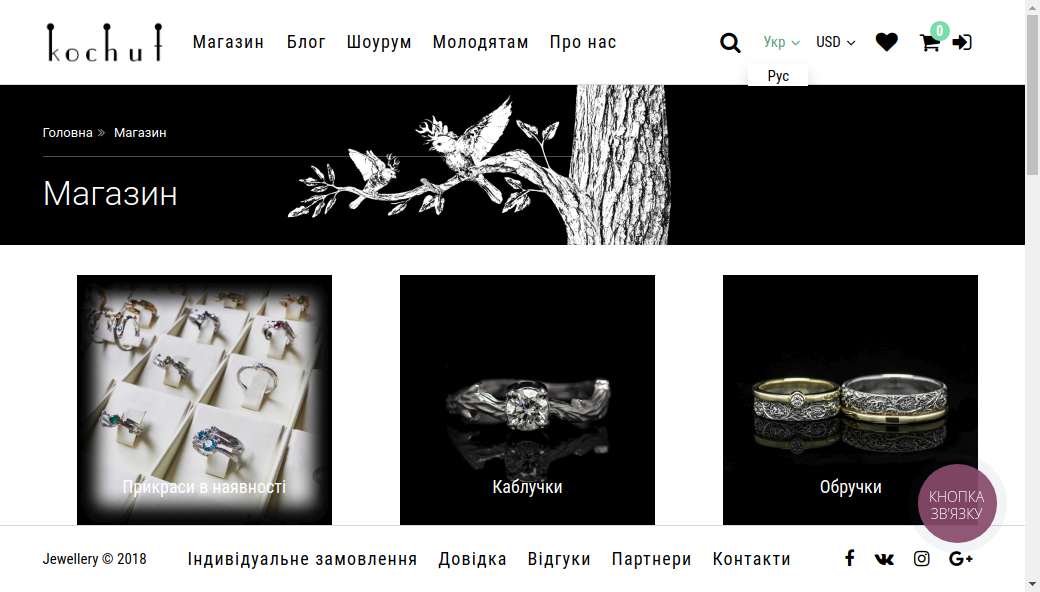 kochut
Магазин Блог Шоурум Молодятам Про нас
Укр USD 0
Рус
Головна » Магазин
Магазин
Прикраси в наявності
Каблучки
Обручки
КНОПКА
ЗВ'ЯЗКУ
Jewellery © 2018 Індивідуальне замовлення Довідка Відгуки Партнери Контакти